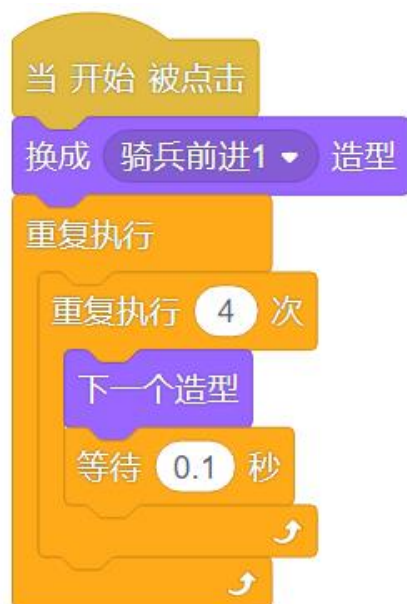 当 开始 被点击
换成 骑兵前进1 造型
重复执行
重复执行 4 次
下一个造型
等待 0.1 秒